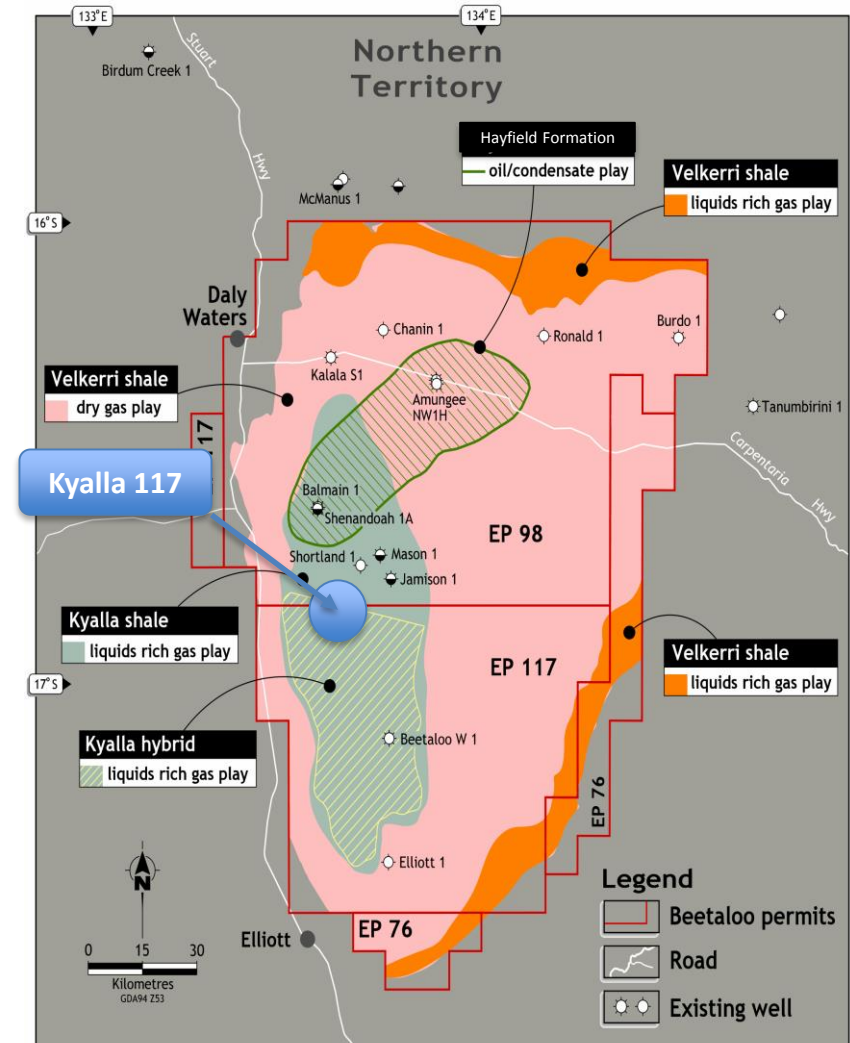 133°E
134°E
Northern
Territory
Stuart
Hwy
Birdum Creek 1
Hayfield Formation
oil/condensate play
Velkerri shale
liquids rich gas play
McManus 1
16°S
Daly
Waters
Chanin 1
Ronald 1
Burdo 1
Kalala S1
Velkerri shale
dry gas play
Amungee
NW1H
Tanumbirini 1
Carpentaria
Hwy
117
Kyalla 117
Balmain 1
Shenandoah 1A
EP 98
Shortland 1
Mason 1
Jamison 1
Kyalla shale
liquids rich gas play
EP 117
Velkerri shale
liquids rich gas play
17°S
Kyalla hybrid
liquids rich gas play
Beetaloo W 1
EP 76
Elliott 1
N
Elliott
EP 76
0 15 30
Kilometres
GDA94 Z53
Legend
Beetaloo permits
Road
Existing well